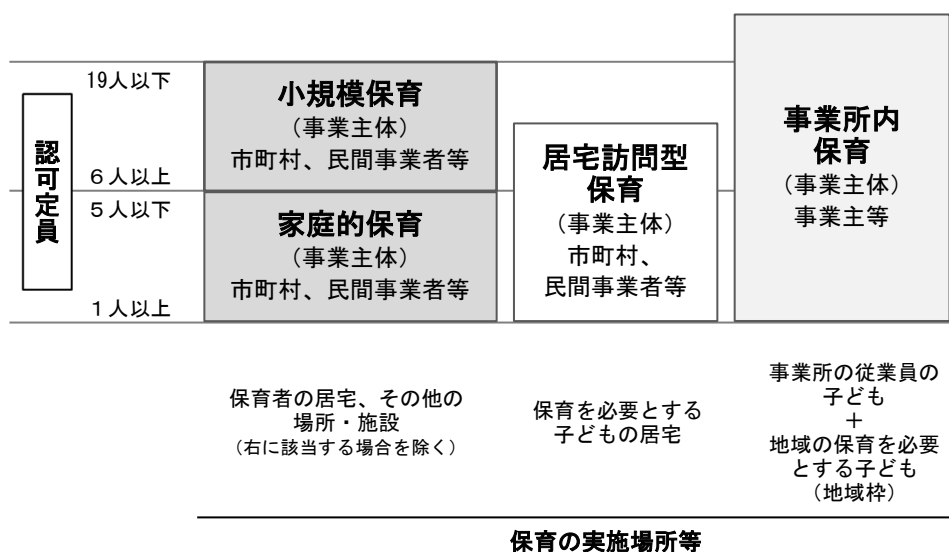 認可定員
19人以下
6人以上
5人以下
1人以上
小規模保育
（事業主体）
市町村、民間事業者等
家庭的保育
（事業主体）
市町村、民間事業者等
居宅訪問型
保育
（事業主体）
市町村、
民間事業者等
事業所内
保育
（事業主体）
事業主等
保育者の居宅、その他の
場所・施設
（右に該当する場合を除く）
保育を必要とする
子どもの居宅
事業所の従業員の
子ども
＋
地域の保育を必要
とする子ども
（地域枠）
保育の実施場所等